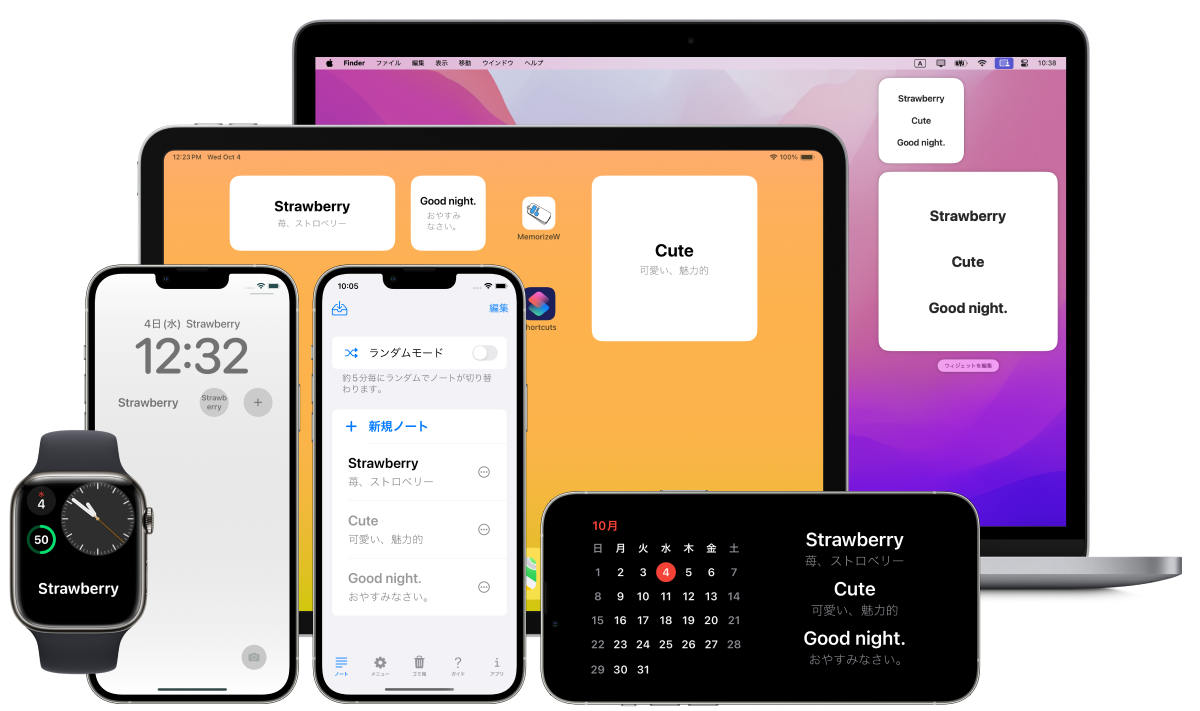 Finder ファイル 編集 表示 移動 ウインドウ ヘルプ
A 10:38
Strawberry
Cute
Good night.
Strawberry
Cute
Good night.
ウィジェットを編集
12:23 PM Wed Oct 4
100%
Strawberry
苺、ストロベリー
Good night.
おやすみ
なさい。
MemorizeW
Cute
可愛い、魅力的
hortcuts
4日(水) Strawberry
12:32
Strawberry
Strawb
erry
+
10:05
編集
ランダムモード
約5分毎にランダムでノートが切り替
わります。
+ 新規ノート
Strawberry
苺、ストロベリー
Cute
可愛い、魅力的
Good night.
おやすみなさい。
ノート メニュー ゴミ箱 ガイド アプリ
水
4
50
Strawberry
10月
日 月 火 水 木 金 土
1 2 3 4 5 6 7
8 9 10 11 12 13 14
15 16 17 18 19 20 21
22 23 24 25 26 27 28
29 30 31
Strawberry
苺、ストロベリー
Cute
可愛い、魅力的
Good night.
おやすみなさい。